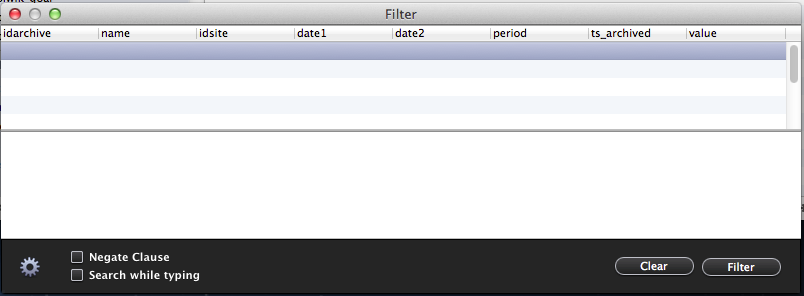 Filter
idarchive name idsite date1 date2 period ts_archived value
Negate Clause
Search while typing
Clear Filter